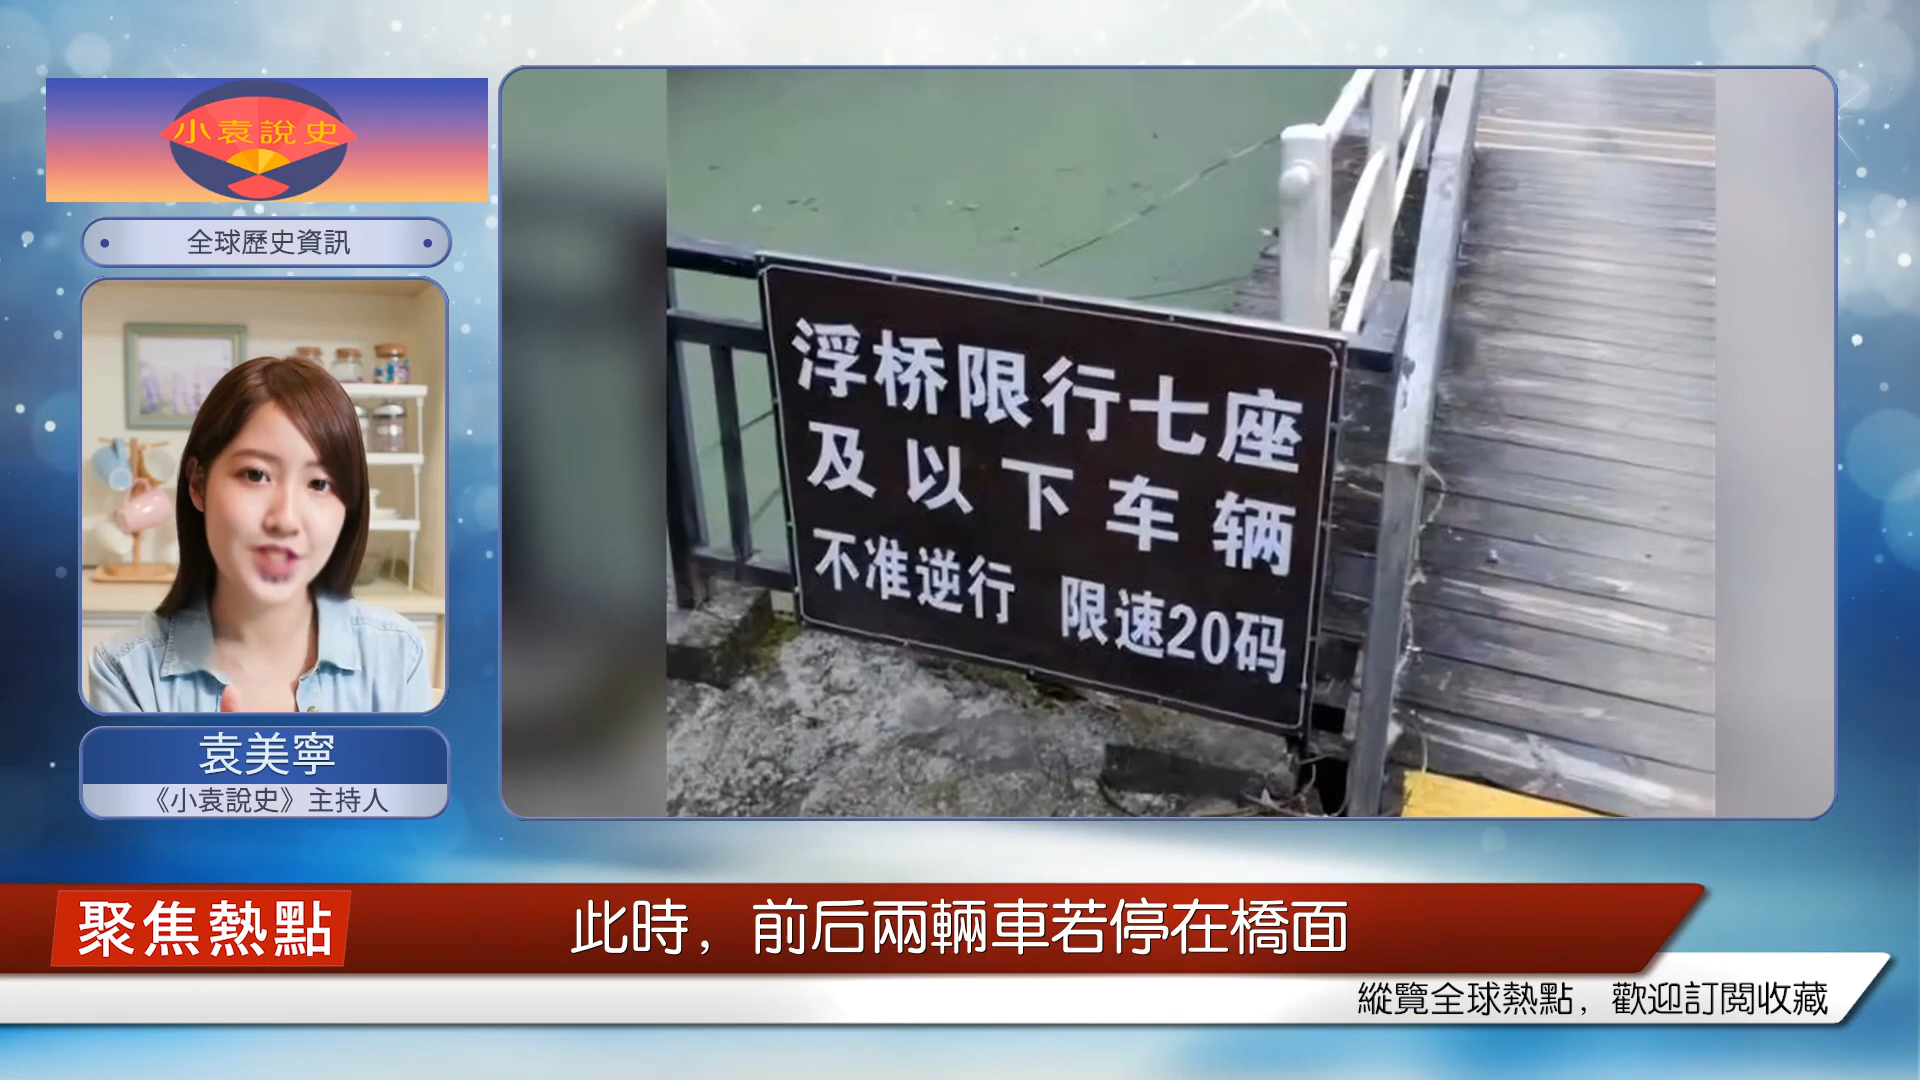 小袁說史
全球歷史資訊
袁美寧
《小袁說史》主持人
浮桥限行七座
及以下车辆
不准逆行 限速20码
聚焦熱點
此時，前后兩輛車若停在橋面
縱覽全球熱點，歡迎訂閱收藏